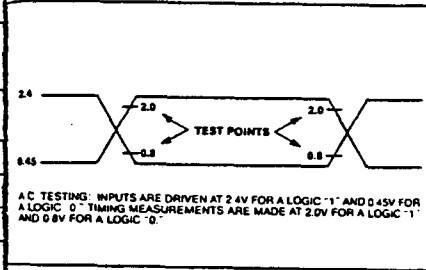 2.4
2.0
2.0
TEST POINTS
0.8
0.8
0.45
A C TESTING: INPUTS ARE DRIVEN AT 2 4V FOR A LOGIC "1" AND 0 45V FOR
A LOGIC 0 " TIMING MEASUREMENTS ARE MADE AT 2.0V FOR A LOGIC "1"
AND 0 8V FOR A LOGIC "0."